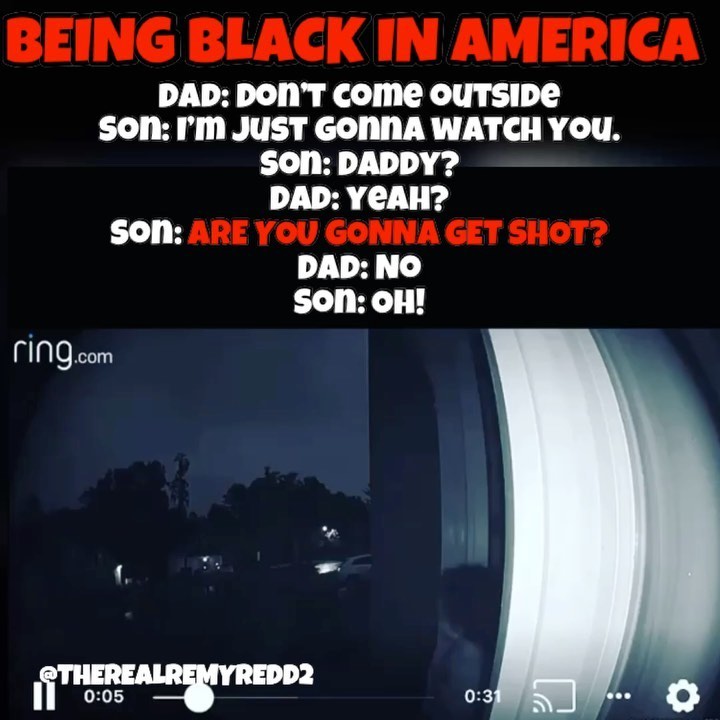 BEING BLACK IN AMERICA
DAD: DON'T COME OUTSIDE
SON: I'M JUST GONNA WATCH YOU.
SON: DADDY?
DAD: YEAH?
SON: ARE YOU GONNA GET SHOT?
DAD: NO
SON: OH!
ring.com
@THEREALREMYREDD2
0:05
0:31